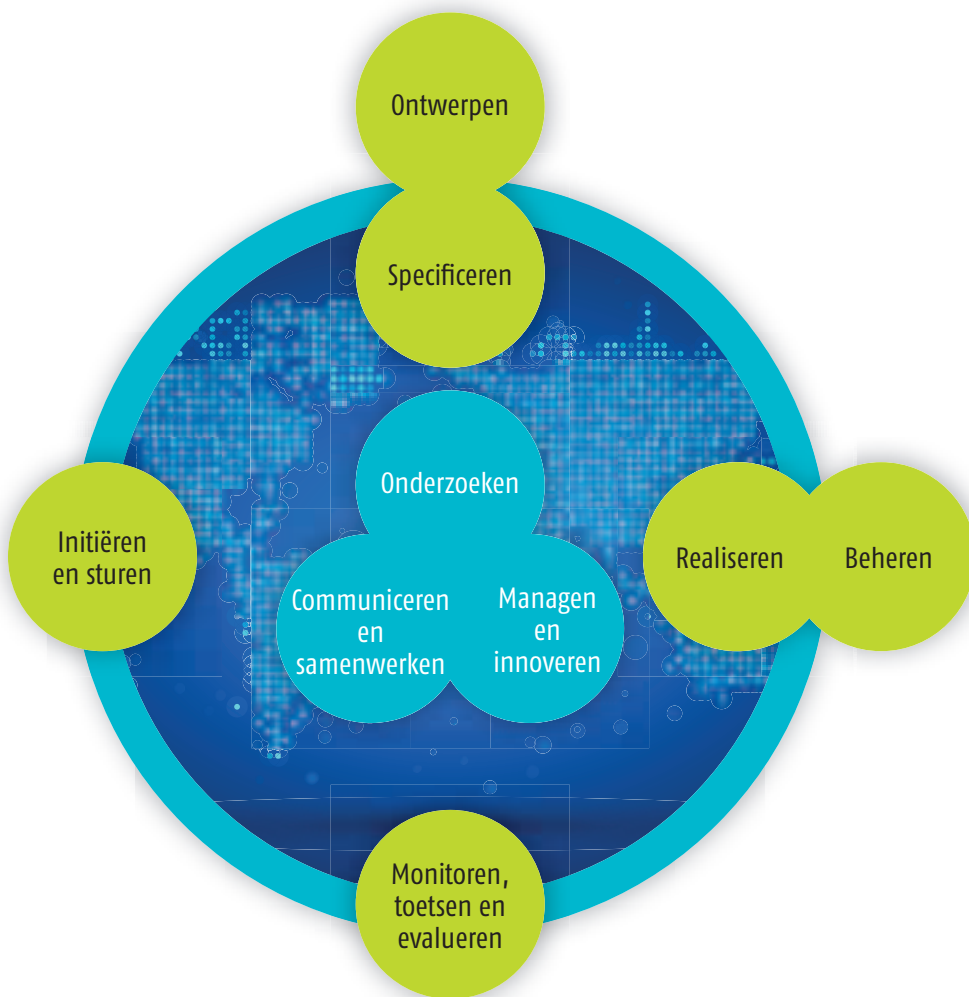 Ontwerpen
Specificeren
Onderzoeken
Initiëren
en sturen
Realiseren
Beheren
Communiceren
en
samenwerken
Managen
en
innoveren
Monitoren,
toetsen en
evalueren